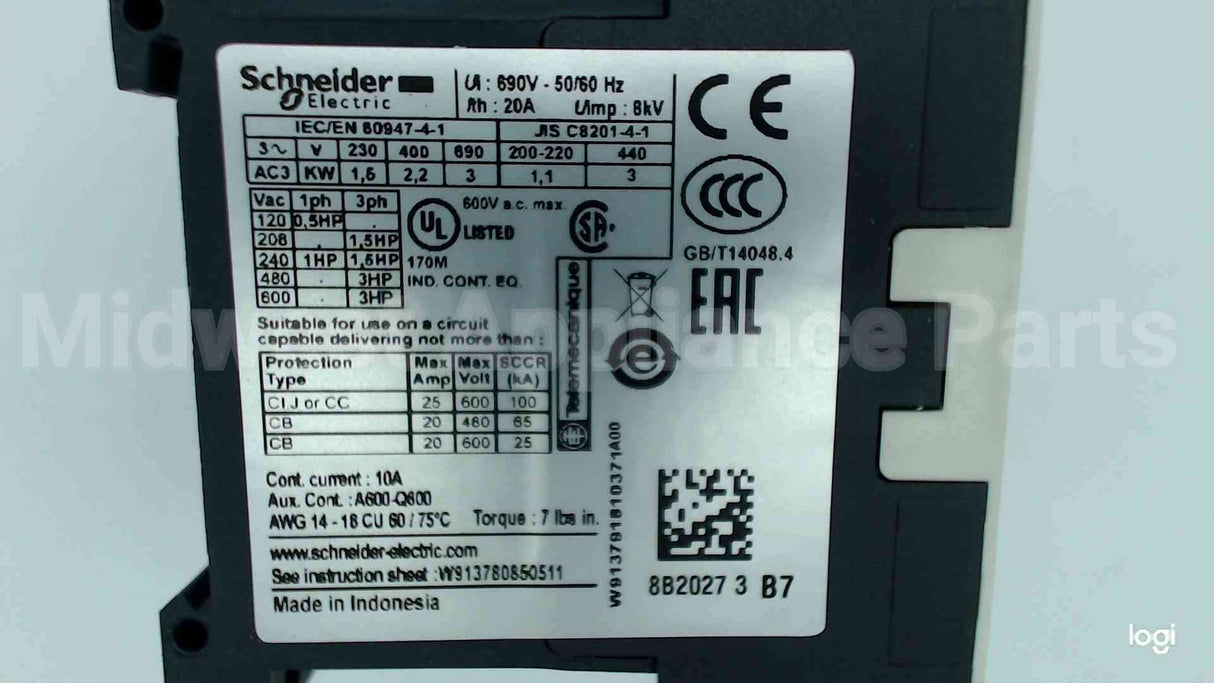 Schneider Electric
Ui : 690V - 50/60 Hz
Ith : 20A Uimp : 8kV
IEC/EN 60947-4-1 JIS C8201-4-1
3~ V 230 400 690 200-220 440
AC3 KW 1,5 2,2 3 1,1 3
Vac 1ph 3ph
120 0,5HP .
208 . 1,5HP
240 1HP 1,5HP
480 . 3HP
600 . 3HP
UL LISTED
600V a.c. max.
170M
IND. CONT. EQ.
SA
CE
CCC
GB/T14048.4
EAC
e
Telemecanique
Suitable for use on a circuit
capable delivering not more than :
Protection Type Max Amp Max Volt SCCR (kA)
Cl.J or CC 25 600 100
CB 20 480 65
CB 20 600 25
Cont. current : 10A
Aux. Cont. : A600-Q600
AWG 14 - 18 CU 60 / 75°C Torque : 7 lbs in.
www.schneider-electric.com
See instruction sheet :W913780850511
Made in Indonesia
W913791810371A00
8B2027 3 B7
Midwest Appliance Parts
logi